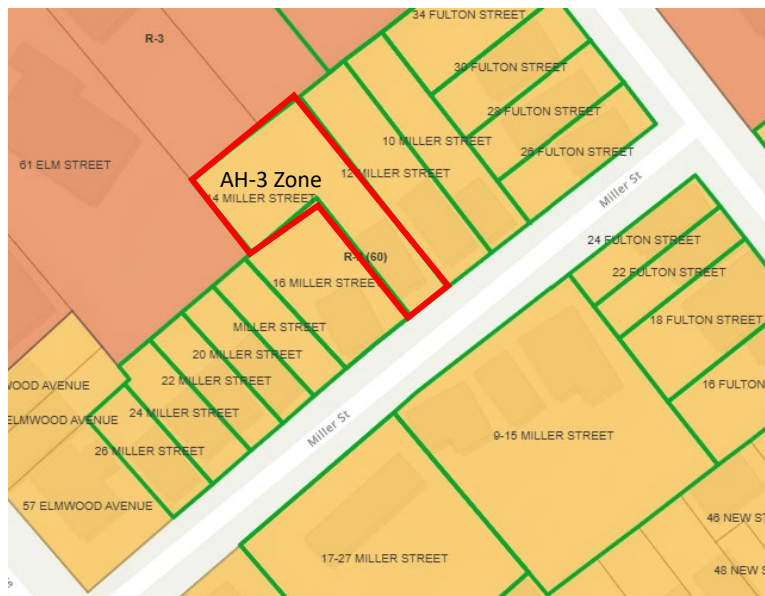 34 FULTON STREET
R-3
30 FULTON STREET
28 FULTON STREET
10 MILLER STREET
26 FULTON STREET
61 ELM STREET
12 MILLER STREET
AH-3 Zone
14 MILLER STREET
Miller St
24 FULTON STREET
(60)
22 FULTON STREET
16 MILLER STREET
18 FULTON STREET
MILLER STREET
20 MILLER STREET
22 MILLER STREET
16 FULTON
WOOD AVENUE
24 MILLER STREET
ELMWOOD AVENUE
Miller St
9-15 MILLER STREET
26 MILLER STREET
57 ELMWOOD AVENUE
46 NEW S
17-27 MILLER STREET
48 NEW S